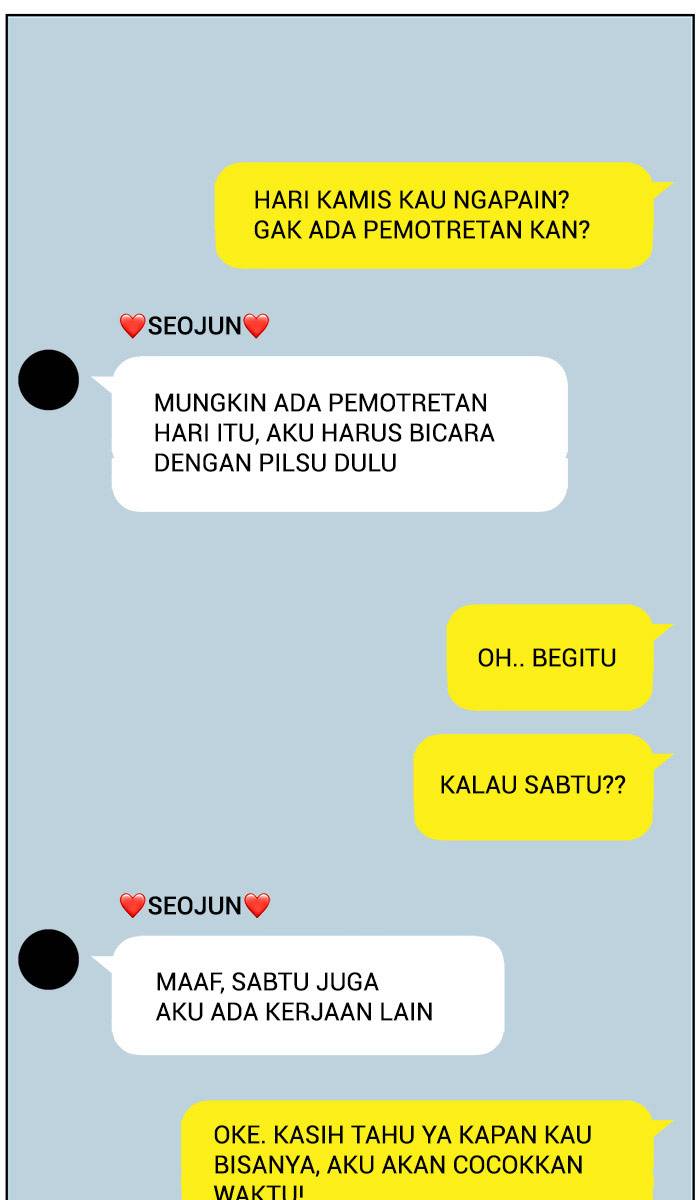 HARI KAMIS KAU NGAPAIN?
GAK ADA PEMOTRETAN KAN?
❤️SEOJUN❤️
MUNGKIN ADA PEMOTRETAN
HARI ITU, AKU HARUS BICARA
DENGAN PILSU DULU
OH.. BEGITU
KALAU SABTU??
❤️SEOJUN❤️
MAAF, SABTU JUGA
AKU ADA KERJAAN LAIN
OKE. KASIH TAHU YA KAPAN KAU
BISANYA, AKU AKAN COCOKKAN
WAKTU!